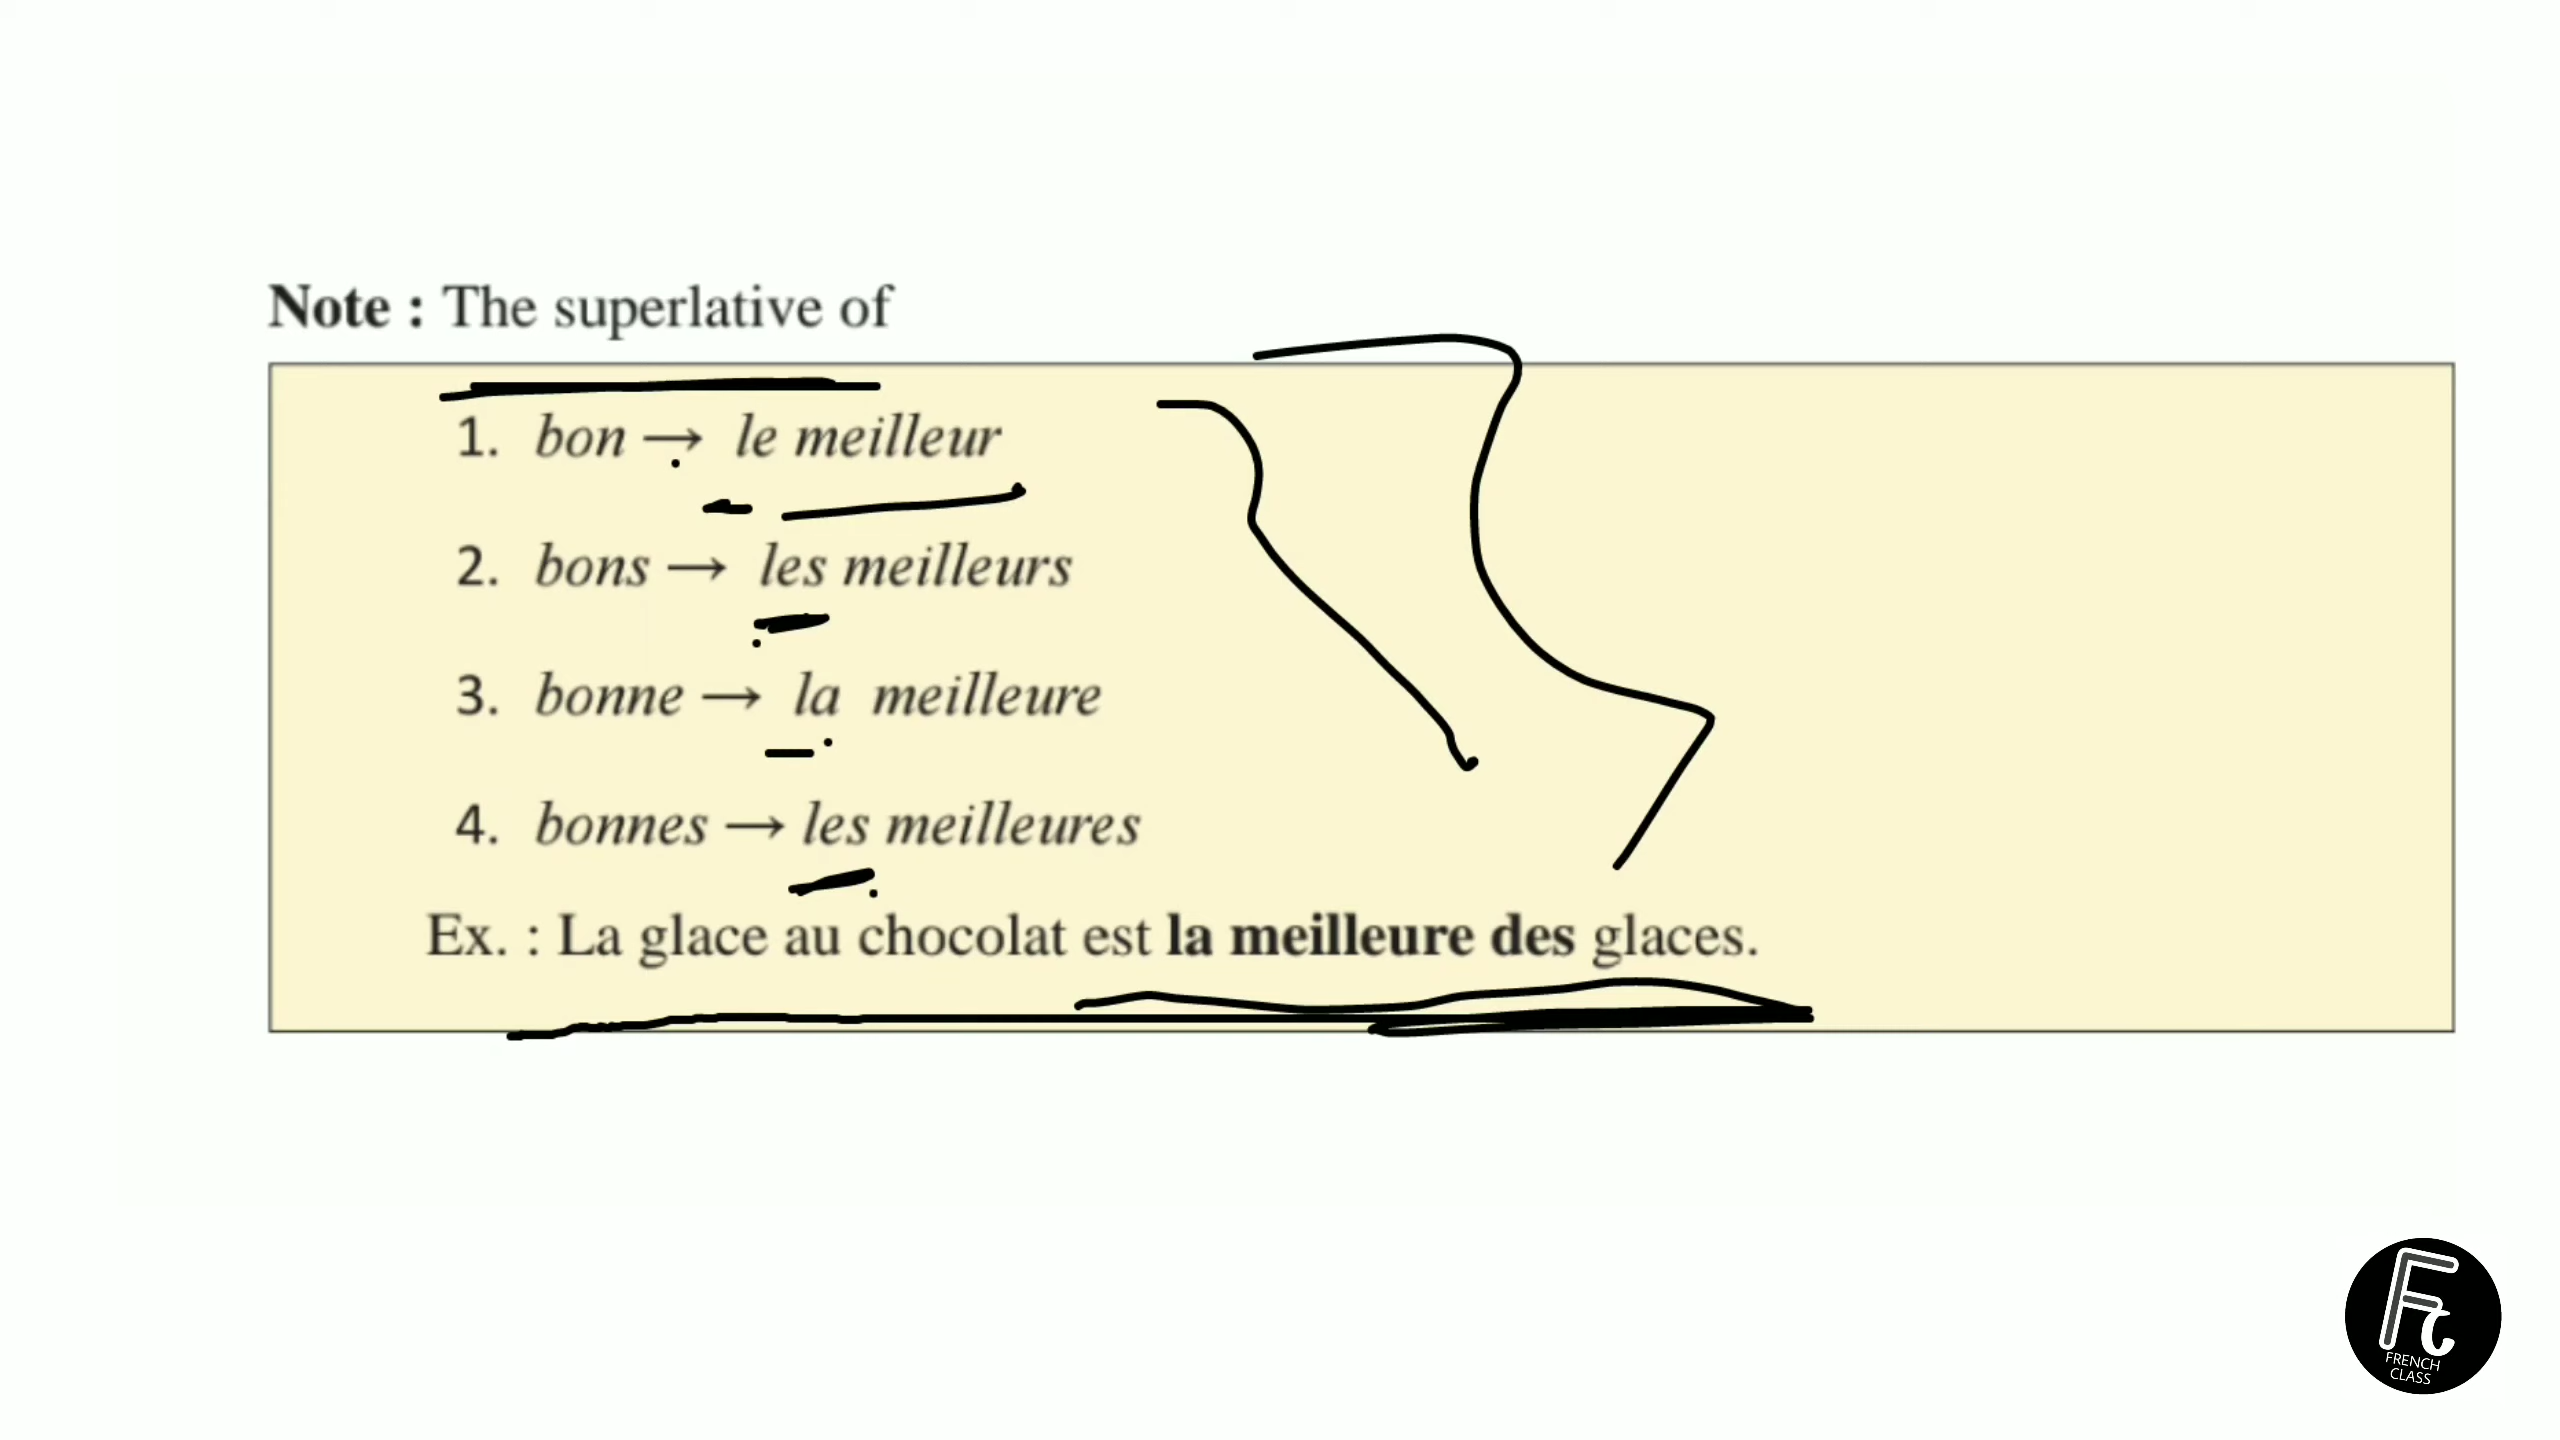 Note : The superlative of
1. bon → le meilleur
2. bons → les meilleurs
3. bonne → la meilleure
4. bonnes → les meilleures
Ex. : La glace au chocolat est la meilleure des glaces.
Fc
FRENCH
CLASS